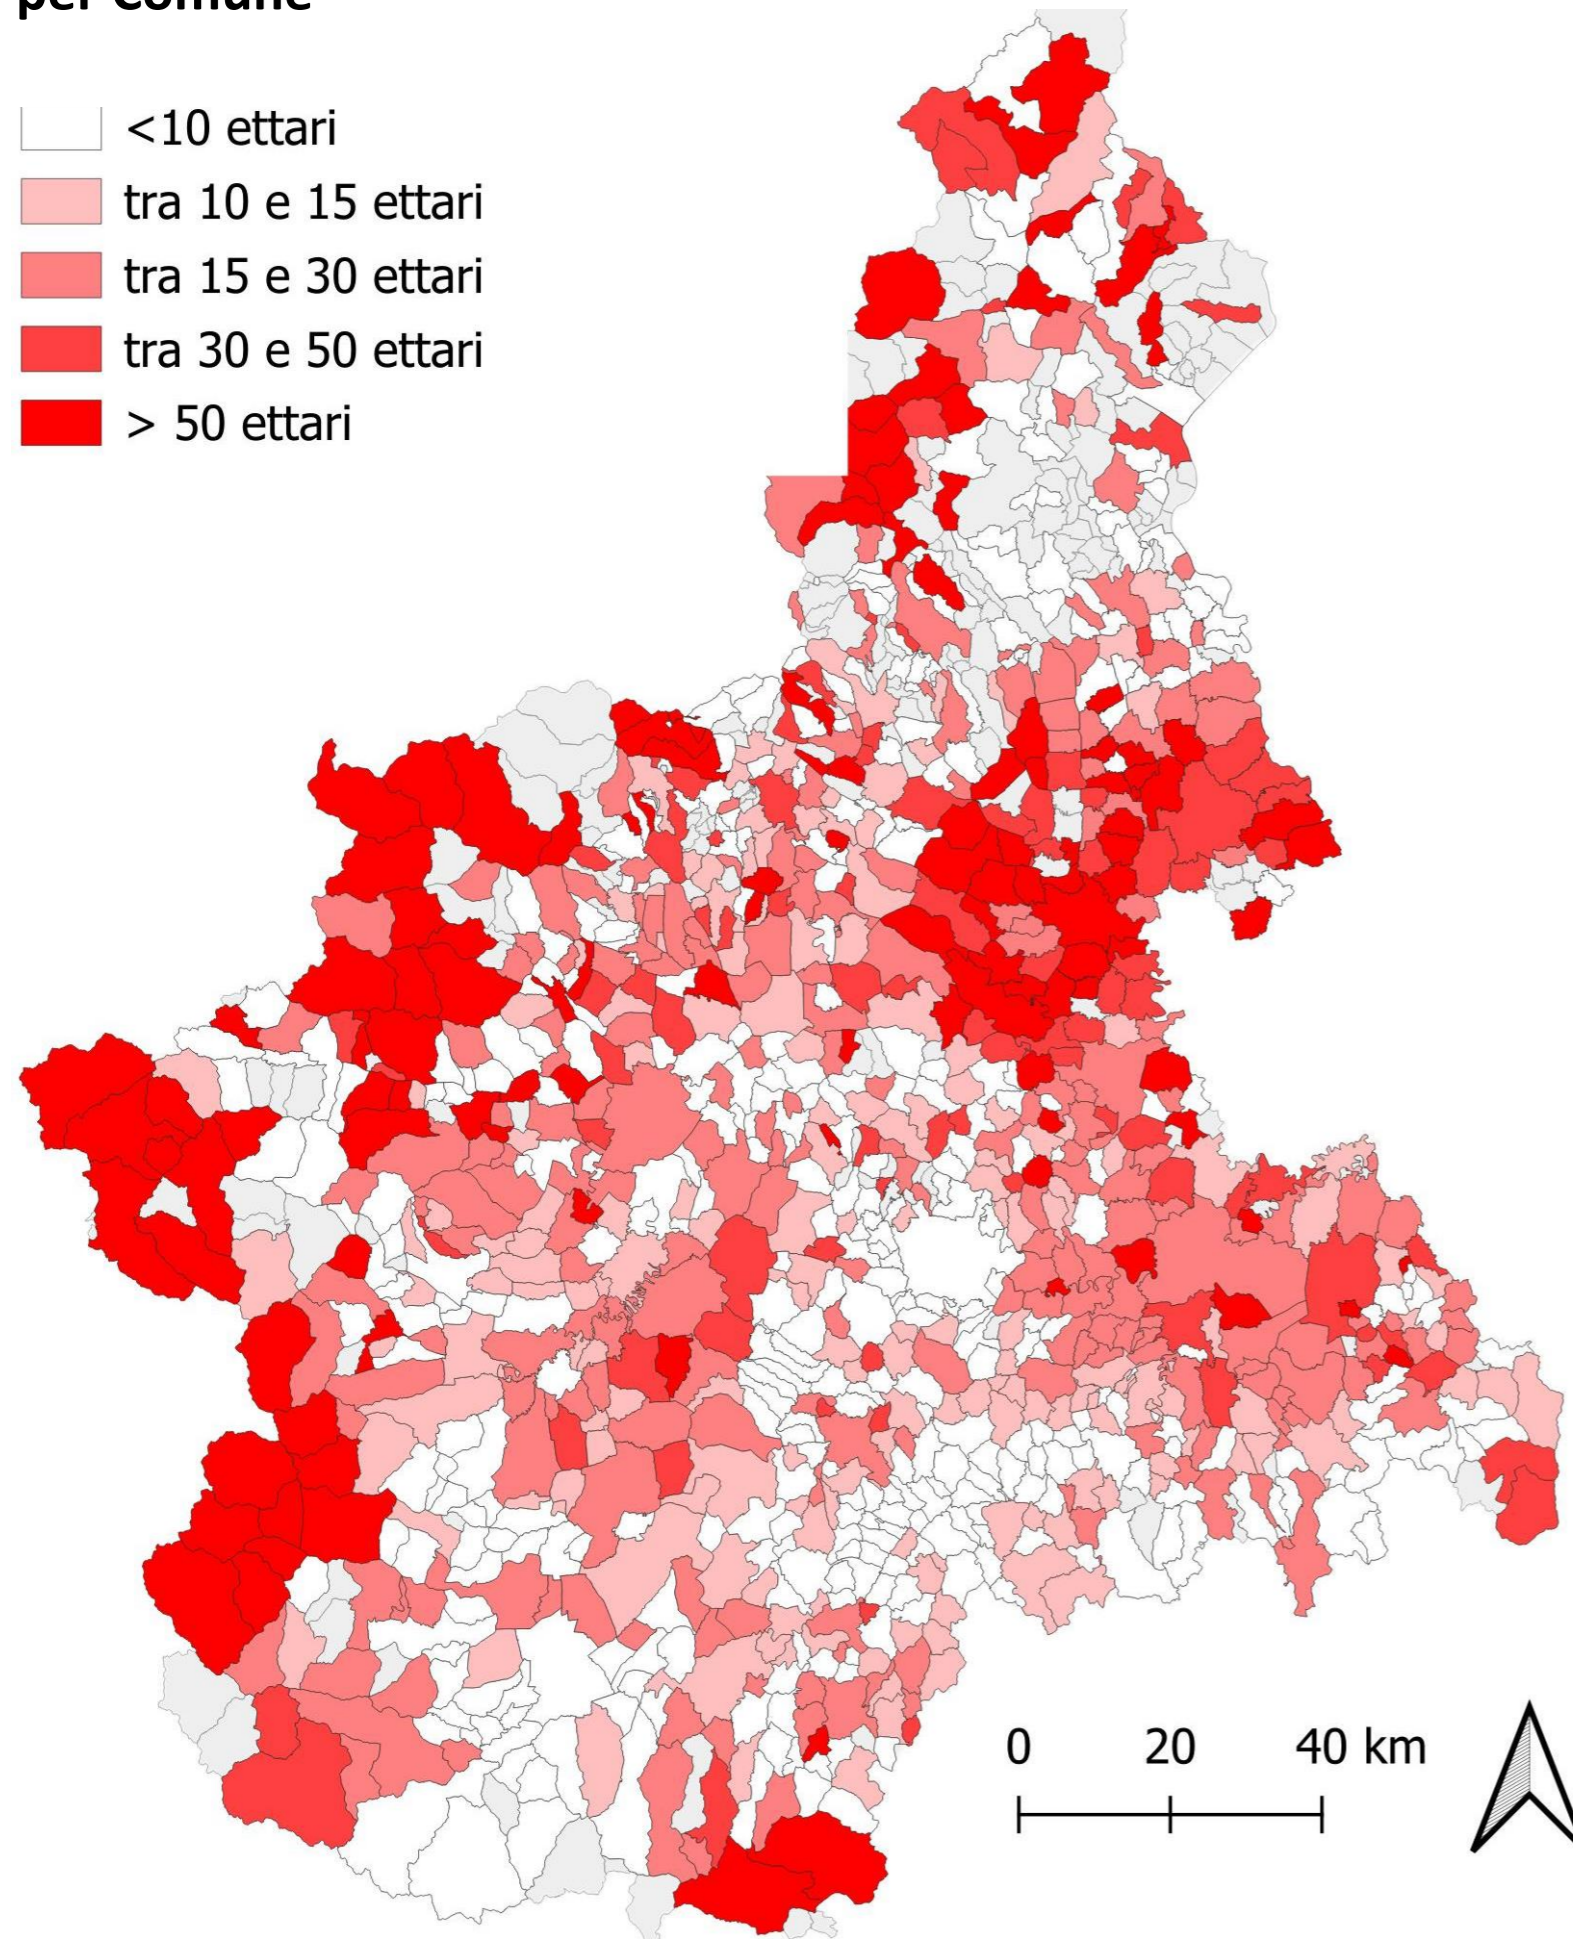 per Comune
<10 ettari
tra 10 e 15 ettari
tra 15 e 30 ettari
tra 30 e 50 ettari
> 50 ettari
0 20 40 km